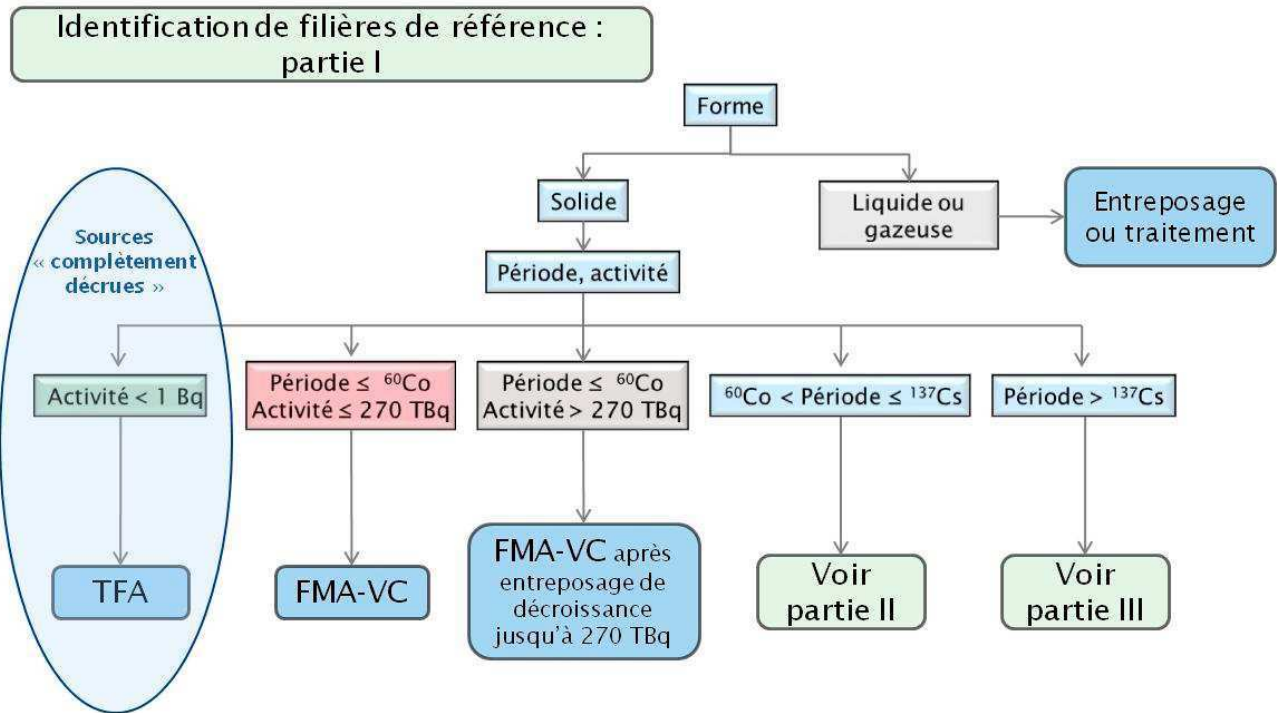 Identification de filières de référence :
partie I
Forme
Solide
Liquide ou
gazeuse
Entreposage
ou traitement
Sources
« complètement
décrues »
Période, activité
Activité < 1 Bq
Période ≤ ⁶⁰Co
Activité ≤ 270 TBq
Période ≤ ⁶⁰Co
Activité > 270 TBq
⁶⁰Co < Période ≤ ¹³⁷Cs
Période > ¹³⁷Cs
TFA
FMA-VC
FMA-VC après
entreposage de
décroissance
jusqu'à 270 TBq
Voir
partie II
Voir
partie III